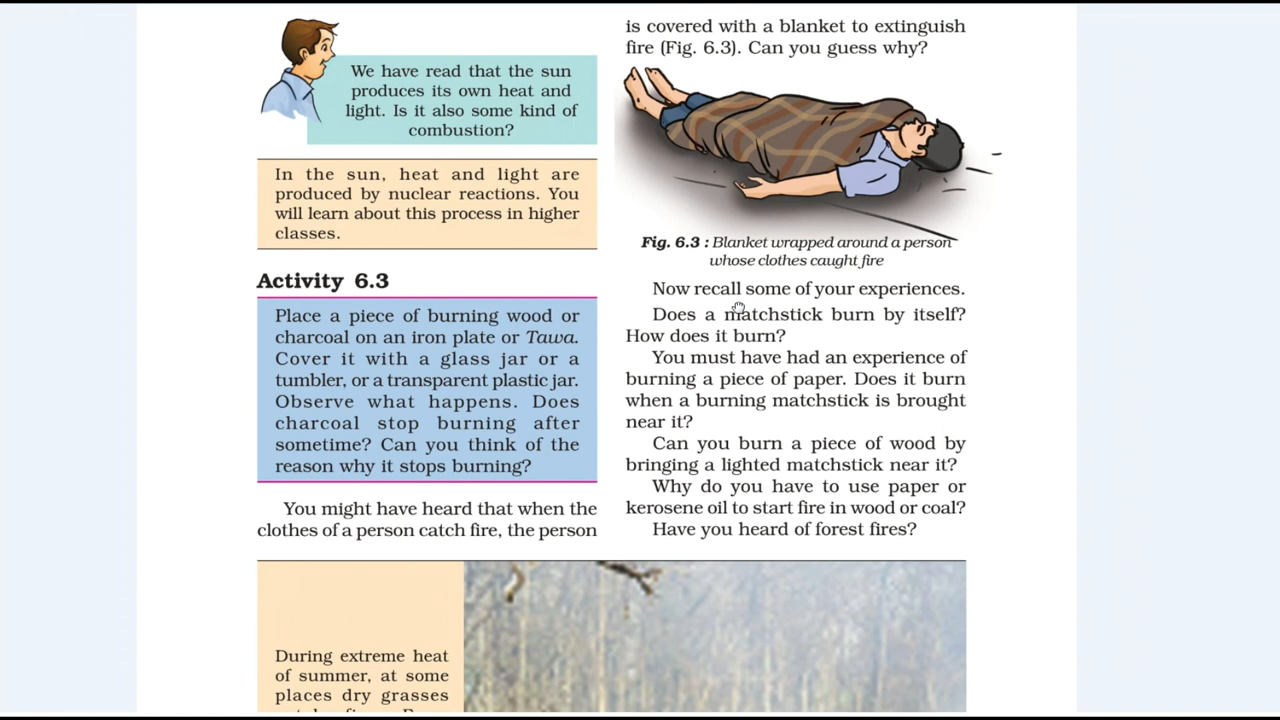 We have read that the sun
produces its own heat and
light. Is it also some kind of
combustion?
In the sun, heat and light are
produced by nuclear reactions. You
will learn about this process in higher
classes.
Activity 6.3
Place a piece of burning wood or
charcoal on an iron plate or Tawa.
Cover it with a glass jar or a
tumbler, or a transparent plastic jar.
Observe what happens. Does
charcoal stop burning after
sometime? Can you think of the
reason why it stops burning?
You might have heard that when the
clothes of a person catch fire, the person
is covered with a blanket to extinguish
fire (Fig. 6.3). Can you guess why?
Fig. 6.3 : Blanket wrapped around a person
whose clothes caught fire
Now recall some of your experiences.
Does a matchstick burn by itself?
How does it burn?
You must have had an experience of
burning a piece of paper. Does it burn
when a burning matchstick is brought
near it?
Can you burn a piece of wood by
bringing a lighted matchstick near it?
Why do you have to use paper or
kerosene oil to start fire in wood or coal?
Have you heard of forest fires?
During extreme heat
of summer, at some
places dry grasses